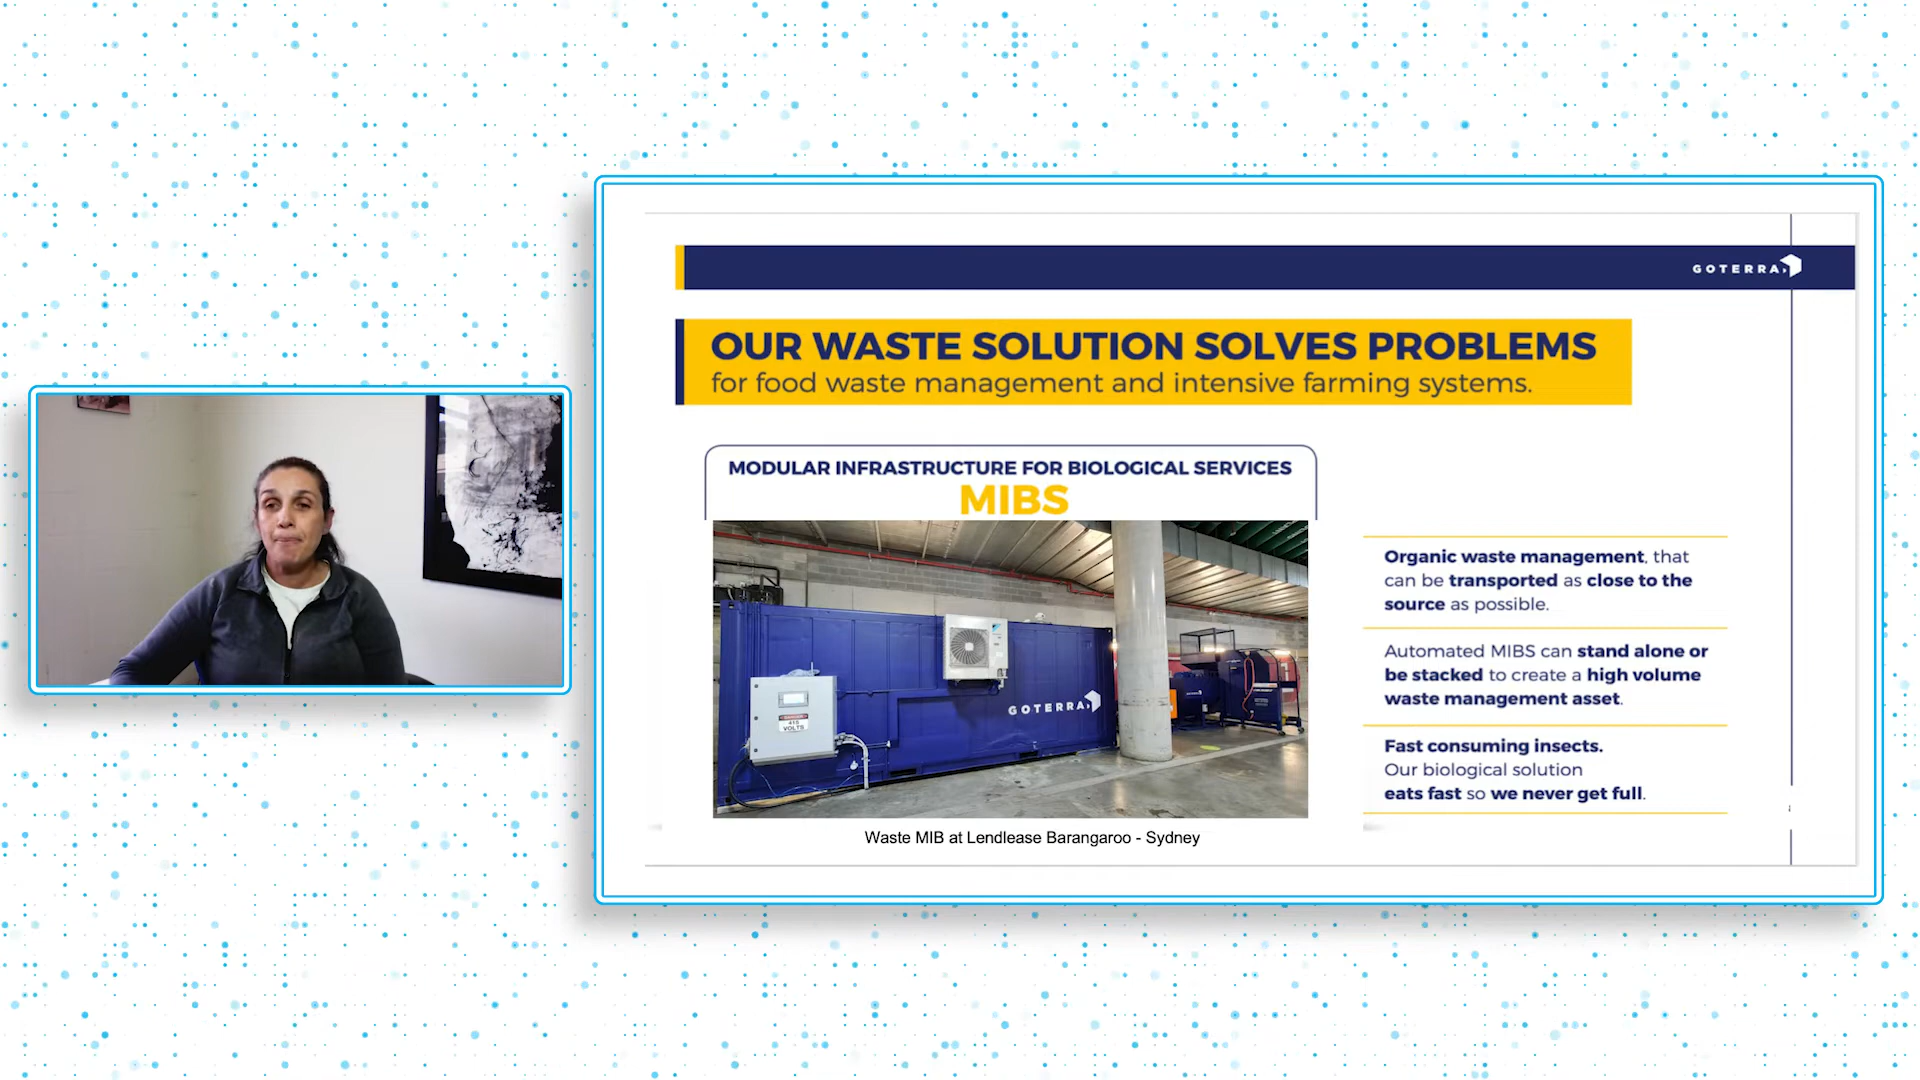 GOTERRA
OUR WASTE SOLUTION SOLVES PROBLEMS
for food waste management and intensive farming systems.
MODULAR INFRASTRUCTURE FOR BIOLOGICAL SERVICES
MIBS
GOTERRA
DANGER
415
VOLTS
Waste MIB at Lendlease Barangaroo - Sydney
Organic waste management, that
can be transported as close to the
source as possible.
Automated MIBS can stand alone or
be stacked to create a high volume
waste management asset.
Fast consuming insects.
Our biological solution
eats fast so we never get full.